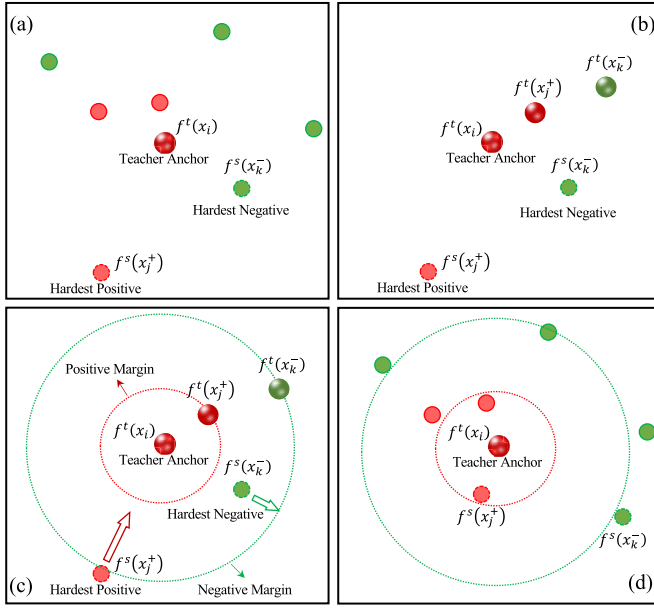 (a)
f^t(x_i)
Teacher Anchor
f^s(x_k^-)
Hardest Negative
f^s(x_j^+)
Hardest Positive
(b)
f^t(x_k^-)
f^t(x_j^+)
f^t(x_i)
Teacher Anchor
f^s(x_k^-)
Hardest Negative
f^s(x_j^+)
Hardest Positive
f^t(x_k^-)
Positive Margin
f^t(x_j^+)
f^t(x_i)
Teacher Anchor
f^s(x_k^-)
Hardest Negative
f^s(x_j^+)
(c)
Hardest Positive
Negative Margin
f^t(x_i)
Teacher Anchor
f^s(x_j^+)
f^s(x_k^-)
(d)